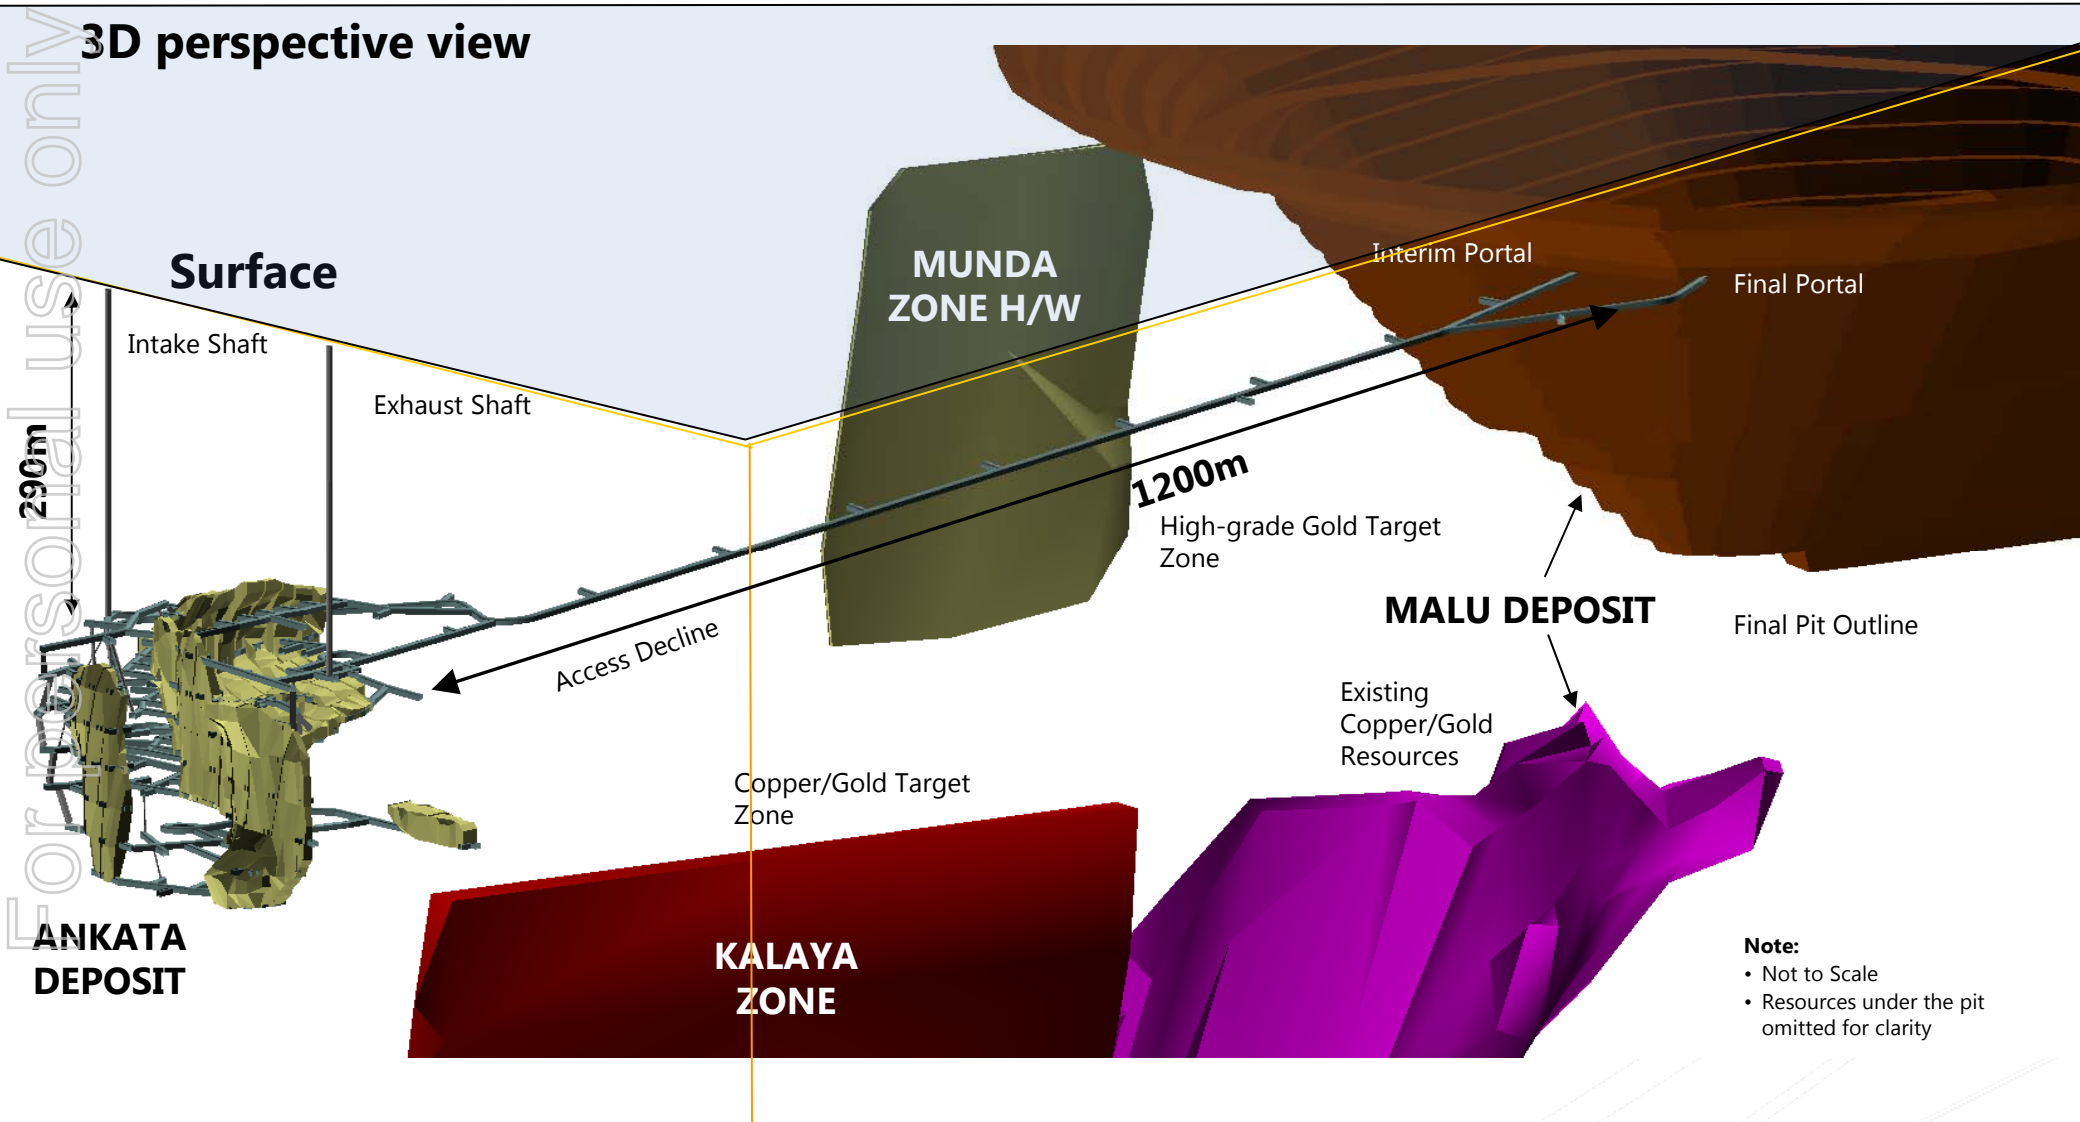 3D perspective view
For personal use only
Surface
MUNDA
ZONE H/W
Interim Portal
Final Portal
Intake Shaft
Exhaust Shaft
290m
1200m
High-grade Gold Target
Zone
Access Decline
MALU DEPOSIT
Final Pit Outline
Existing
Copper/Gold
Resources
Copper/Gold Target
Zone
ANKATA
DEPOSIT
KALAYA
ZONE
Note:
• Not to Scale
• Resources under the pit
omitted for clarity